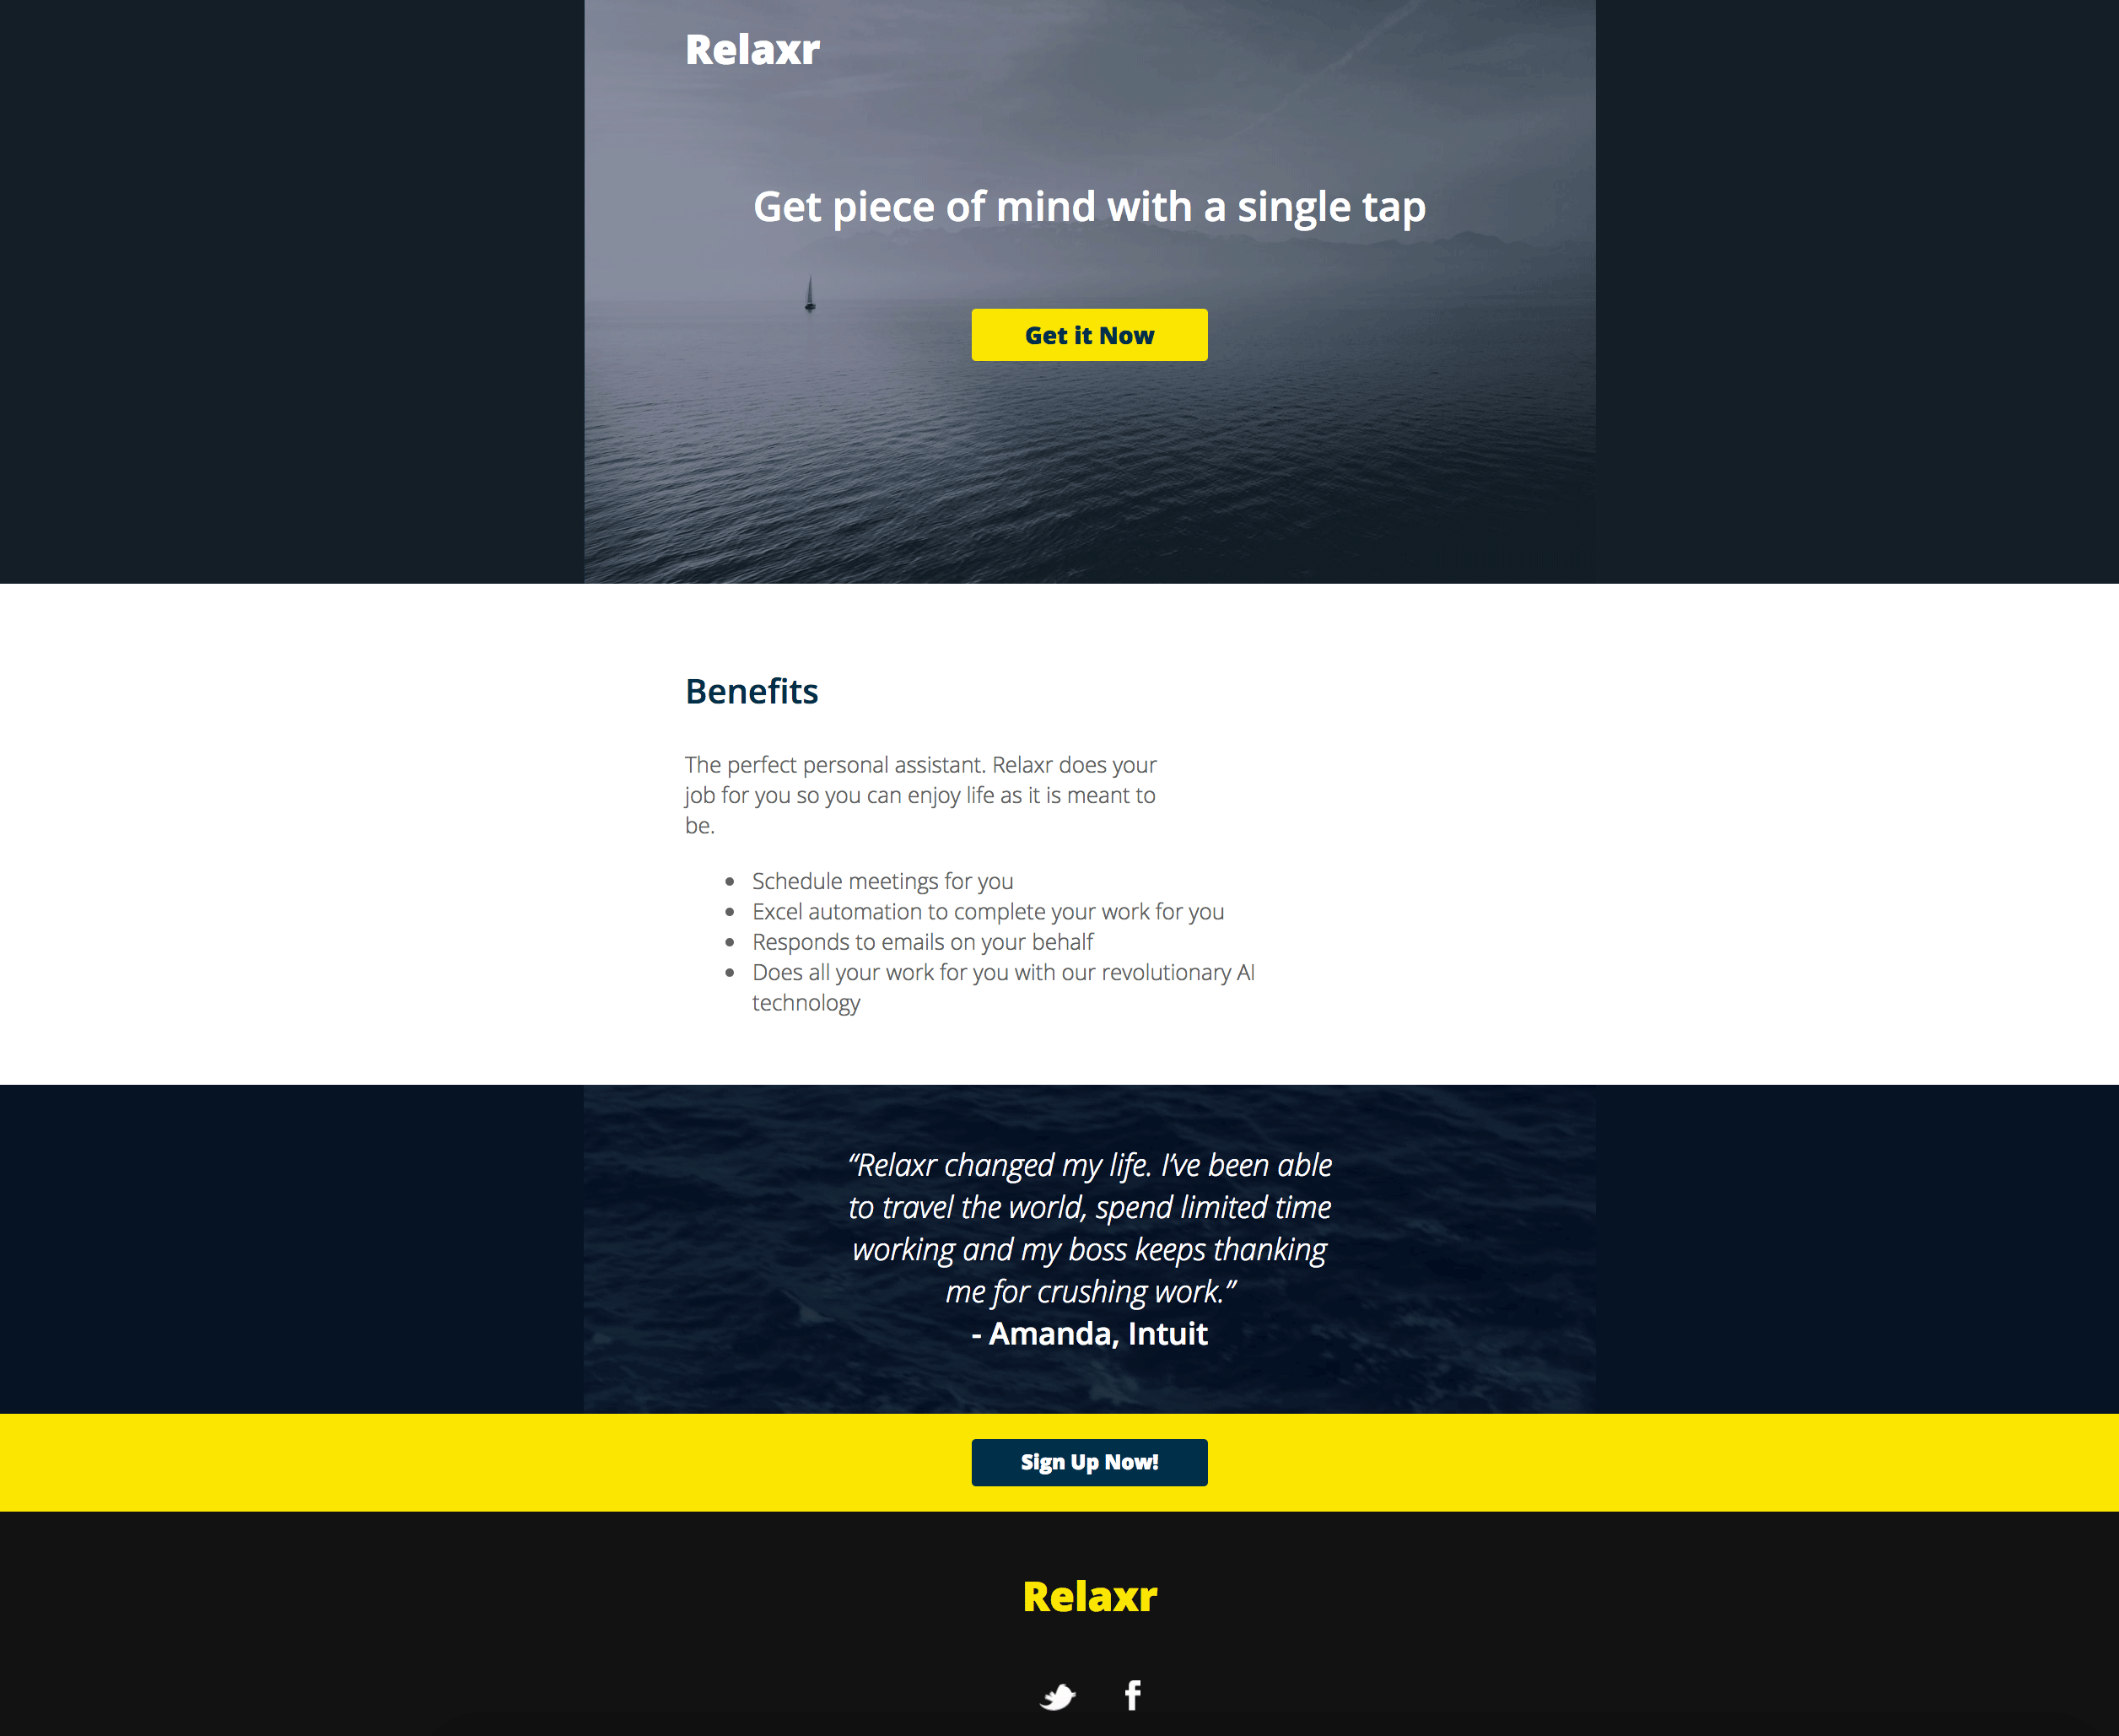 Relaxr
Get piece of mind with a single tap
Get it Now
Benefits
The perfect personal assistant. Relaxr does your
job for you so you can enjoy life as it is meant to
be.
• Schedule meetings for you
• Excel automation to complete your work for you
• Responds to emails on your behalf
• Does all your work for you with our revolutionary AI
technology
“Relaxr changed my life. I’ve been able
to travel the world, spend limited time
working and my boss keeps thanking
me for crushing work.”
- Amanda, Intuit
Sign Up Now!
Relaxr